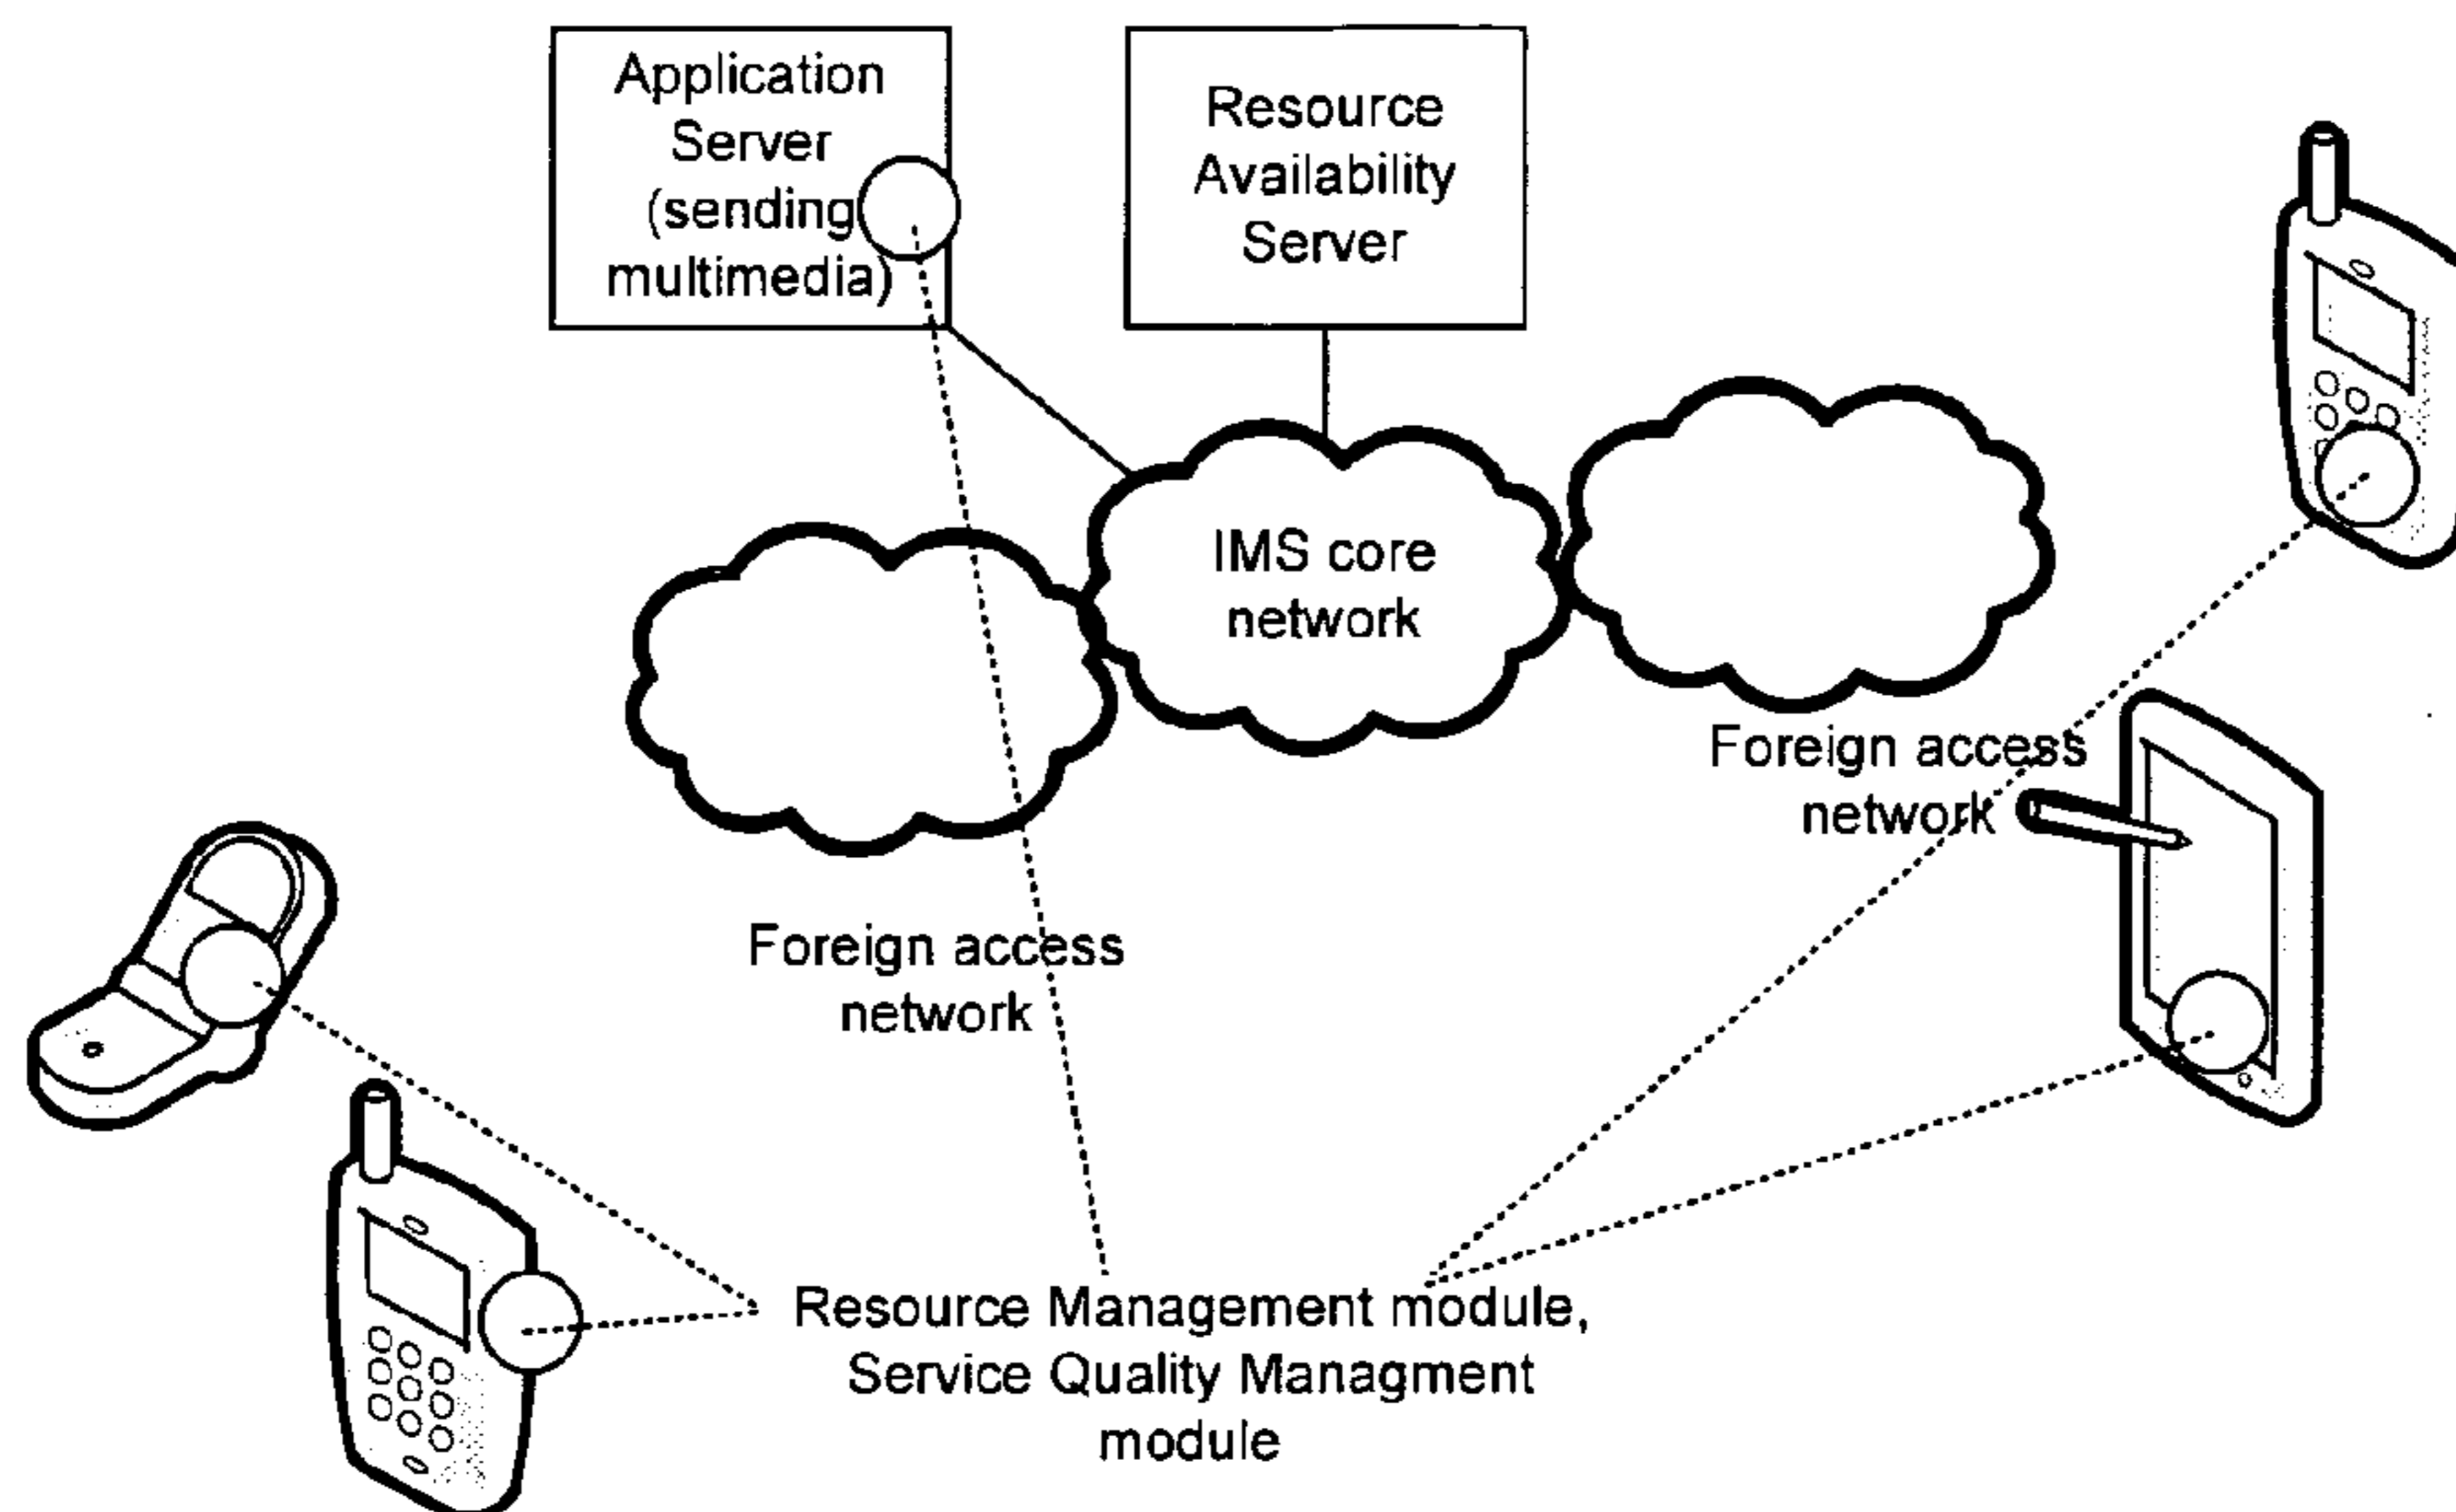 Application
Server
(sending
multimedia)
Resource
Availability
Server
IMS core
network
Foreign access
network
Foreign access
network
Resource Management module,
Service Quality Managment
module